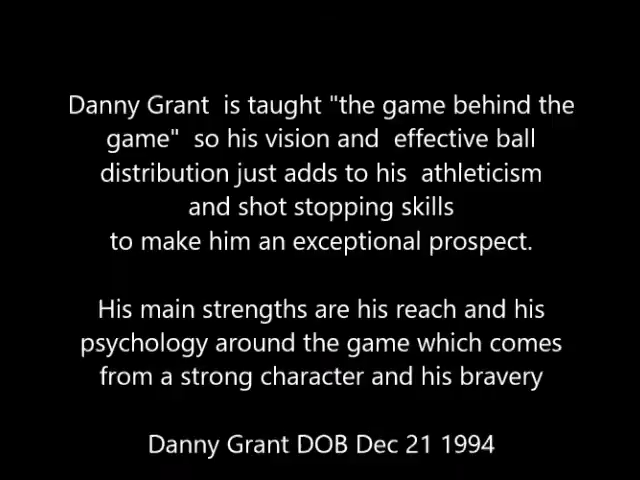 Danny Grant  is taught "the game behind the
game"  so his vision and  effective ball
distribution just adds to his  athleticism
and shot stopping skills
to make him an exceptional prospect.
His main strengths are his reach and his
psychology around the game which comes
from a strong character and his bravery
Danny Grant DOB Dec 21 1994